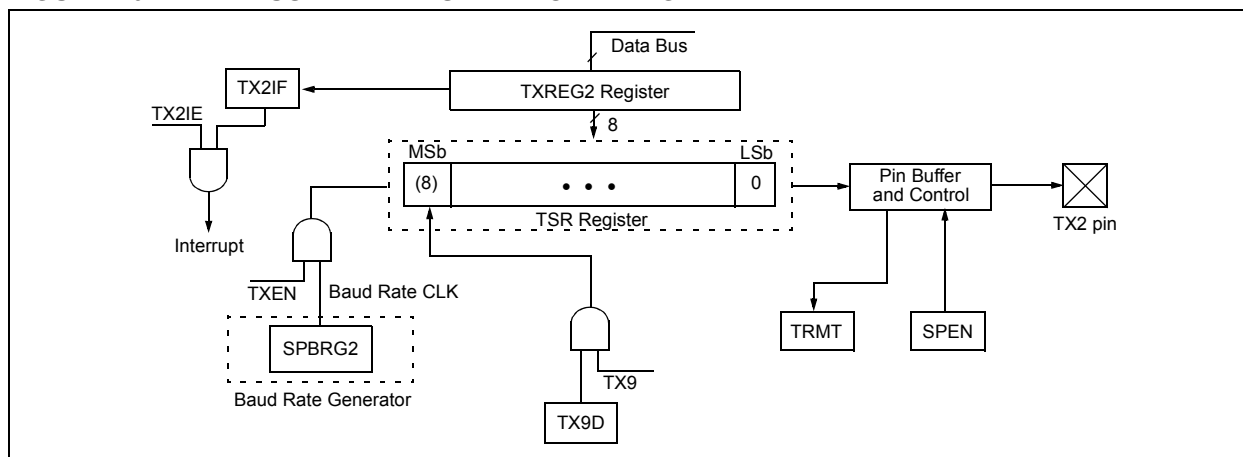 Data Bus
TX2IF
TXREG2 Register
TX2IE
8
MSb
LSb
(8)
• • •
0
Pin Buffer
and Control
TSR Register
TX2 pin
Interrupt
TXEN
Baud Rate CLK
TRMT
SPEN
SPBRG2
TX9
Baud Rate Generator
TX9D